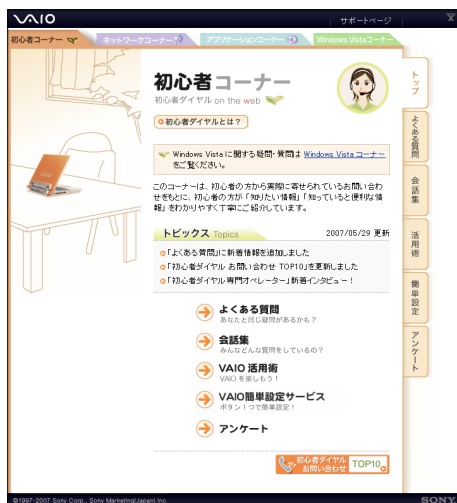 VAIO
サポートページ
X
初心者コーナー
ネットワークコーナー
アプリケーションコーナー
Windows Vistaコーナー
初心者コーナー
初心者ダイヤル on the web
初心者ダイヤルとは？
Windows Vista に関する疑問・質問は Windows Vista コーナー
をご覧ください。
このコーナーは、初心者の方から実際に寄せられているお問い合わ
せをもとに、初心者の方が「知りたい情報」「知っていると便利な情
報」をわかりやすく丁寧にご紹介しています。
トピックス Topics
2007/05/29 更新
「よくある質問」に新着情報を追加しました
「初心者ダイヤル お問い合わせ TOP10」を更新しました
「初心者ダイヤル 専門オペレーター」新着インタビュー！
よくある質問
あなたと同じ疑問があるかも？
会話集
みんなどんな質問をしているの？
VAIO 活用術
VAIO を楽しもう！
VAIO簡単設定サービス
ボタン1つで簡単設定！
アンケート
初心者ダイヤル
お問い合わせ
TOP10
トップ
よくある質問
会話集
活用術
簡単設定
アンケート
©1997-2007 Sony Corp., Sony Marketing(Japan) Inc
SONY